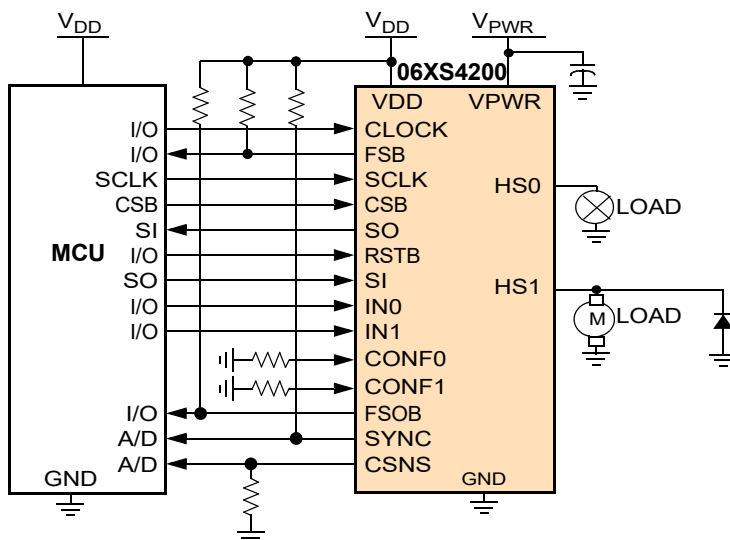 VDD VDD VPWR
06XS4200
VDD VPWR
I/O CLOCK
I/O FSB
SCLK SCLK HS0
CSB CSB LOAD
SI SO
MCU I/O RSTB
SO SI HS1
I/O IN0 M LOAD
I/O IN1
CONF0
CONF1
I/O FSOB
A/D SYNC
A/D CSNS
GND GND